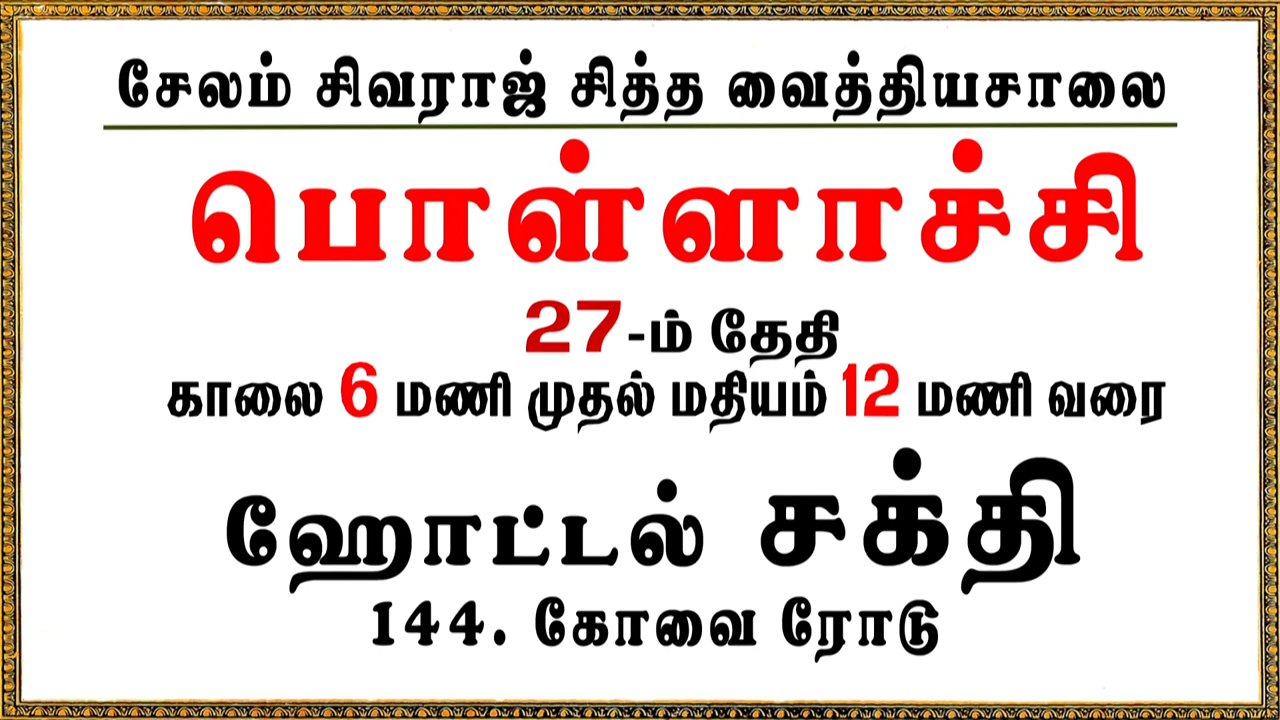 சேலம் சிவராஜ் சித்த வைத்தியசாலை
பொள்ளாச்சி
27-ம் தேதி
காலை 6 மணி முதல் மதியம் 12 மணி வரை
ஹோட்டல் சக்தி
144. கோவை ரோடு